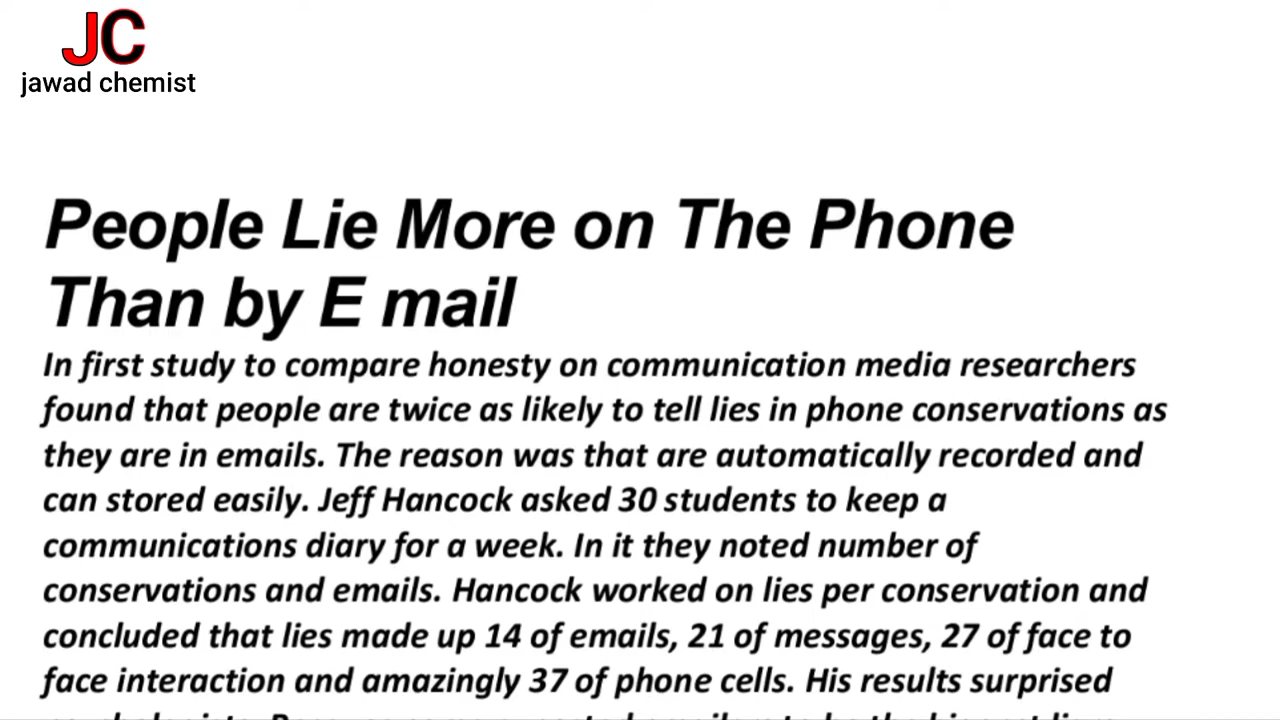 JC
jawad chemist
People Lie More on The Phone
Than by E mail
In first study to compare honesty on communication media researchers
found that people are twice as likely to tell lies in phone conservations as
they are in emails. The reason was that are automatically recorded and
can stored easily. Jeff Hancock asked 30 students to keep a
communications diary for a week. In it they noted number of
conservations and emails. Hancock worked on lies per conservation and
concluded that lies made up 14 of emails, 21 of messages, 27 of face to
face interaction and amazingly 37 of phone cells. His results surprised